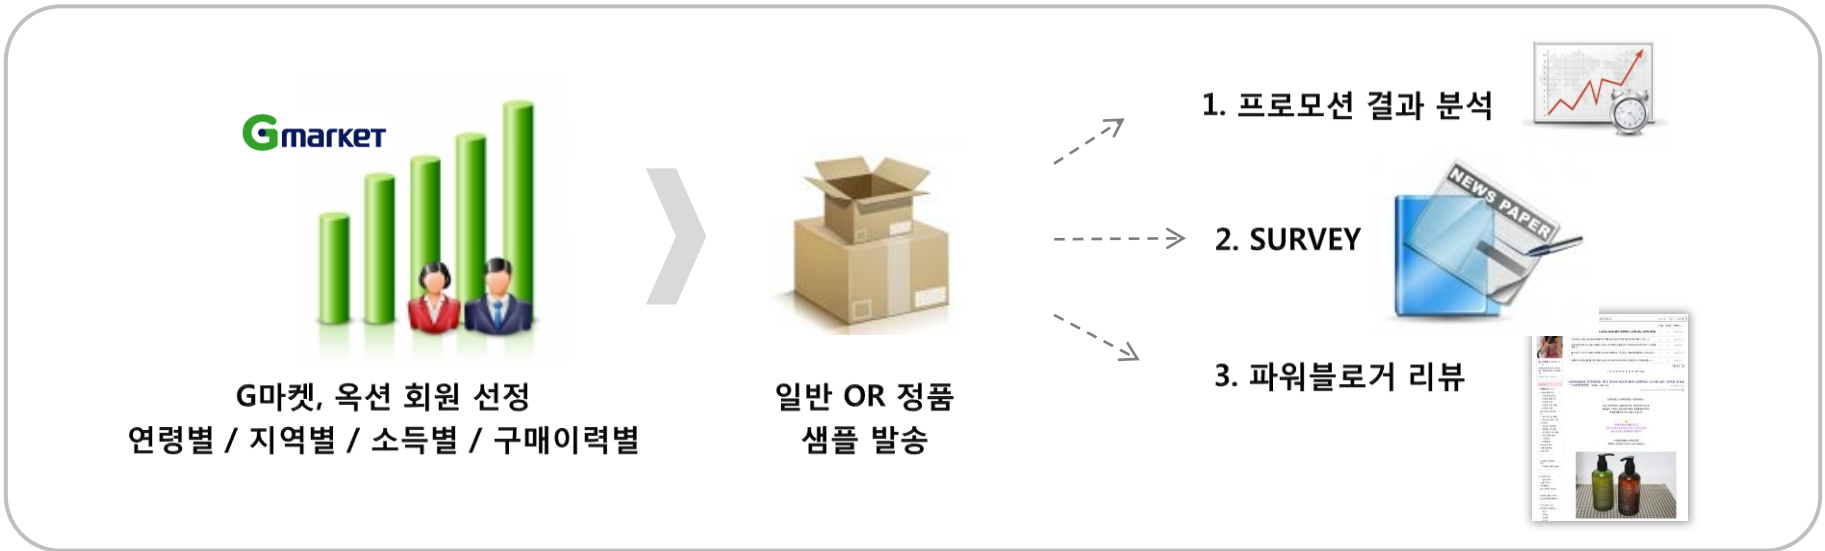 Gmarket
G마켓, 옥션 회원 선정
연령별 / 지역별 / 소득별 / 구매이력별
일반 OR 정품
샘플 발송
1. 프로모션 결과 분석
NEWS PAPER
2. SURVEY
3. 파워블로거 리뷰